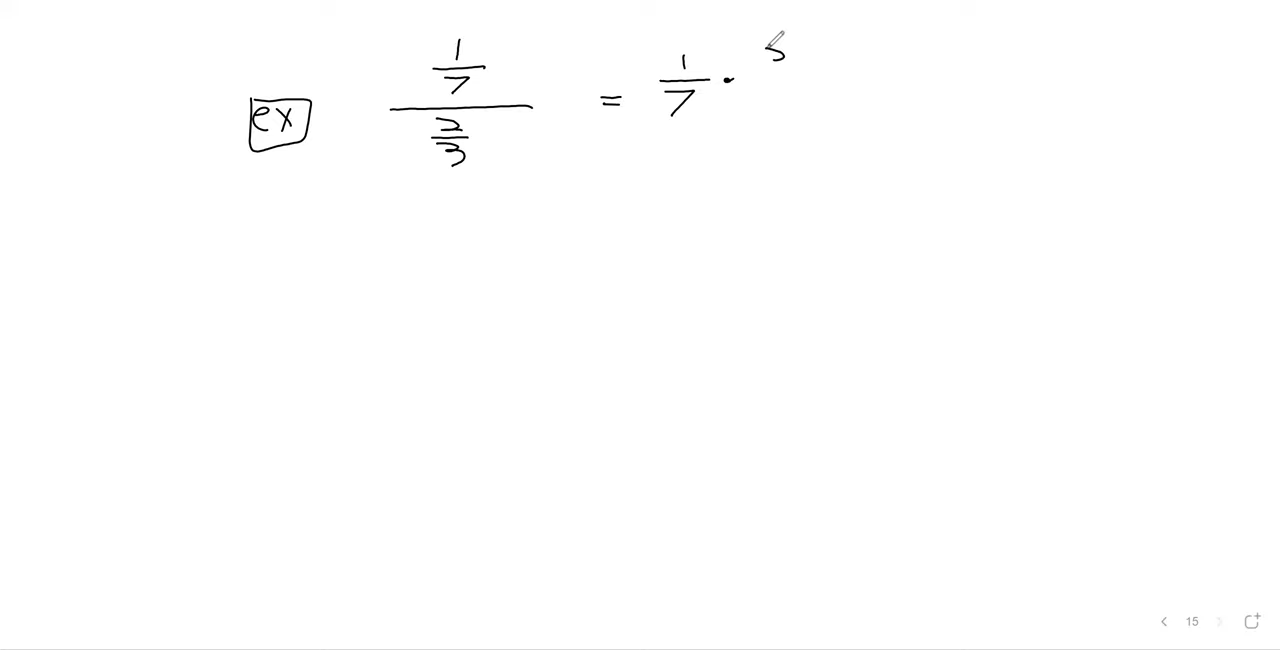 ex (1/7)/(2/3) = 1/7 ·
15